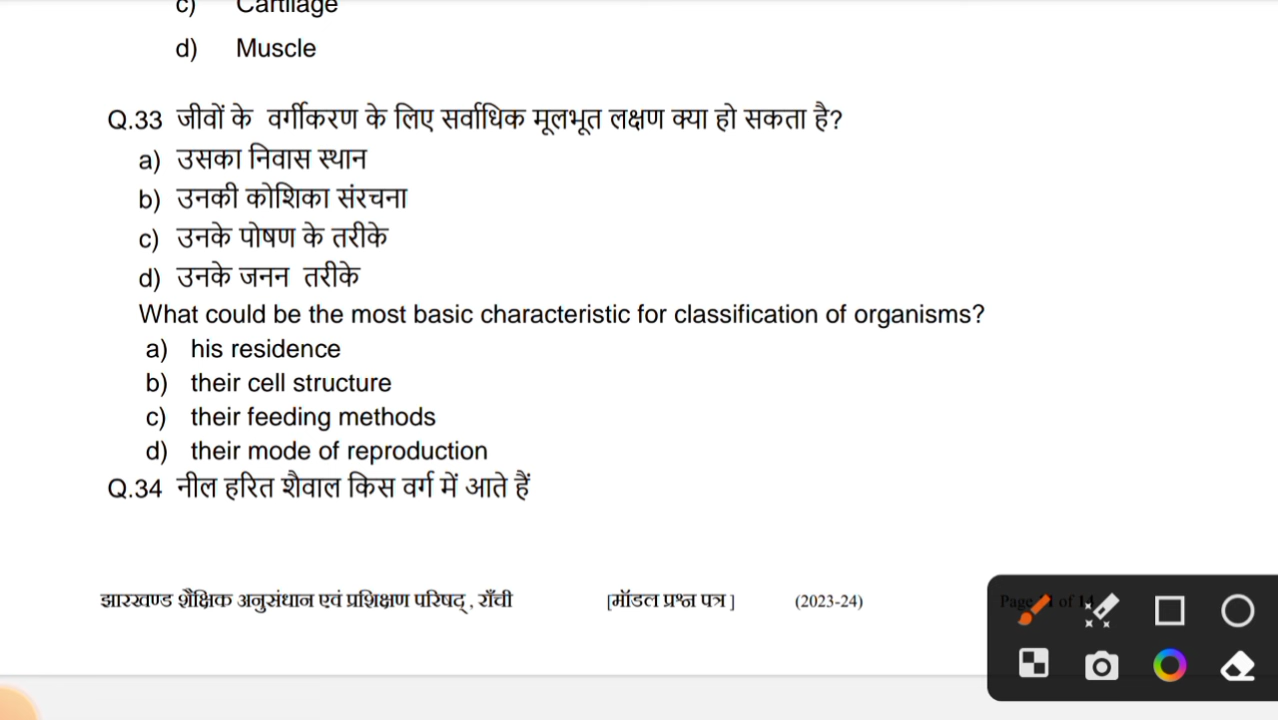 c) Cartilage
d) Muscle
Q.33 जीवों के वर्गीकरण के लिए सर्वाधिक मूलभूत लक्षण क्या हो सकता है?
a) उसका निवास स्थान
b) उनकी कोशिका संरचना
c) उनके पोषण के तरीके
d) उनके जनन तरीके
What could be the most basic characteristic for classification of organisms?
a) his residence
b) their cell structure
c) their feeding methods
d) their mode of reproduction
Q.34 नील हरित शैवाल किस वर्ग में आते हैं
झारखण्ड शैक्षिक अनुसंधान एवं प्रशिक्षण परिषद् , राँची [मॉडल प्रश्न पत्र ] (2023-24) Page of 14